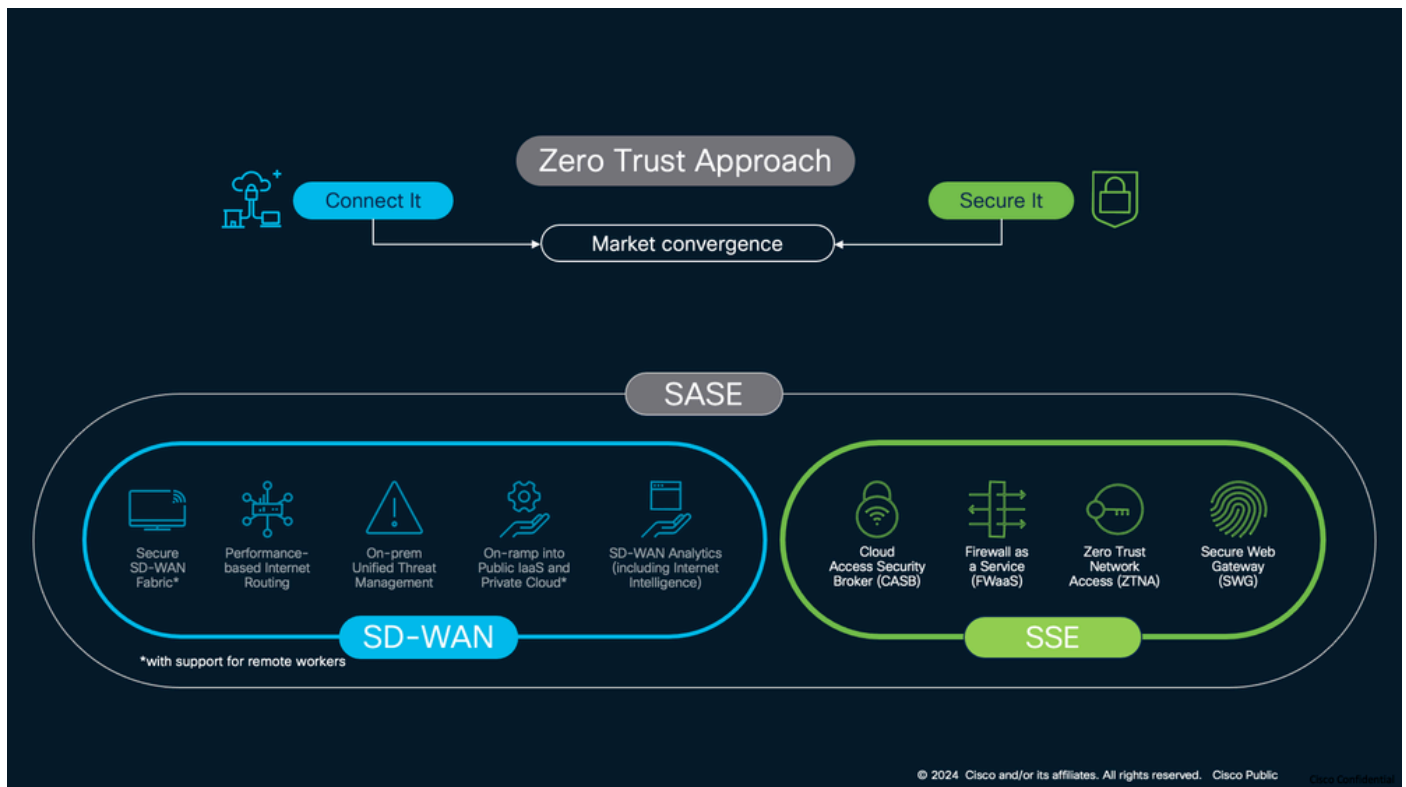 Zero Trust Approach
Connect It
Secure It
Market convergence
SASE
Secure
SD-WAN
Fabric*
Performance-
based Internet
Routing
On-prem
Unified Threat
Management
On-ramp into
Public IaaS and
Private Cloud*
SD-WAN Analytics
(including Internet
Intelligence)
Cloud
Access Security
Broker (CASB)
Firewall as
a Service
(FWaaS)
Zero Trust
Network
Access (ZTNA)
Secure Web
Gateway
(SWG)
SD-WAN
SSE
*with support for remote workers
© 2024 Cisco and/or its affiliates. All rights reserved. Cisco Public
Cisco Confidential